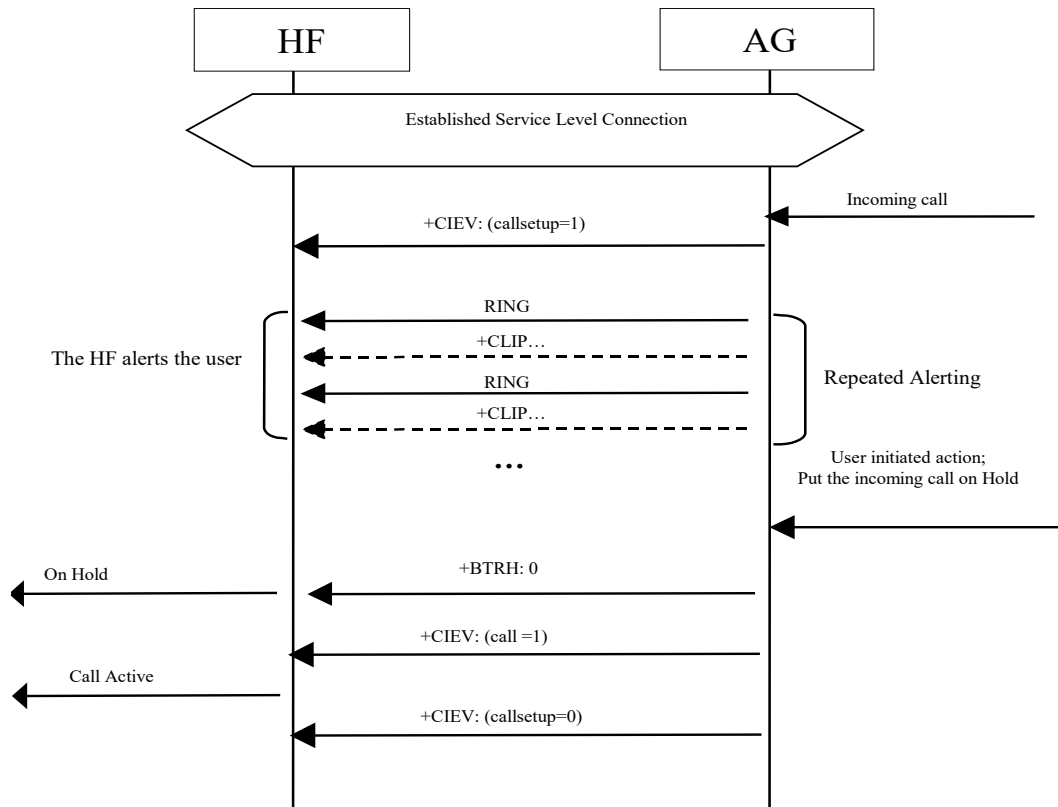 HF
AG
Established Service Level Connection
Incoming call
+CIEV: (callsetup=1)
RING
+CLIP…
The HF alerts the user
RING
Repeated Alerting
+CLIP…
...
User initiated action;
Put the incoming call on Hold
On Hold
+BTRH: 0
+CIEV: (call =1)
Call Active
+CIEV: (callsetup=0)